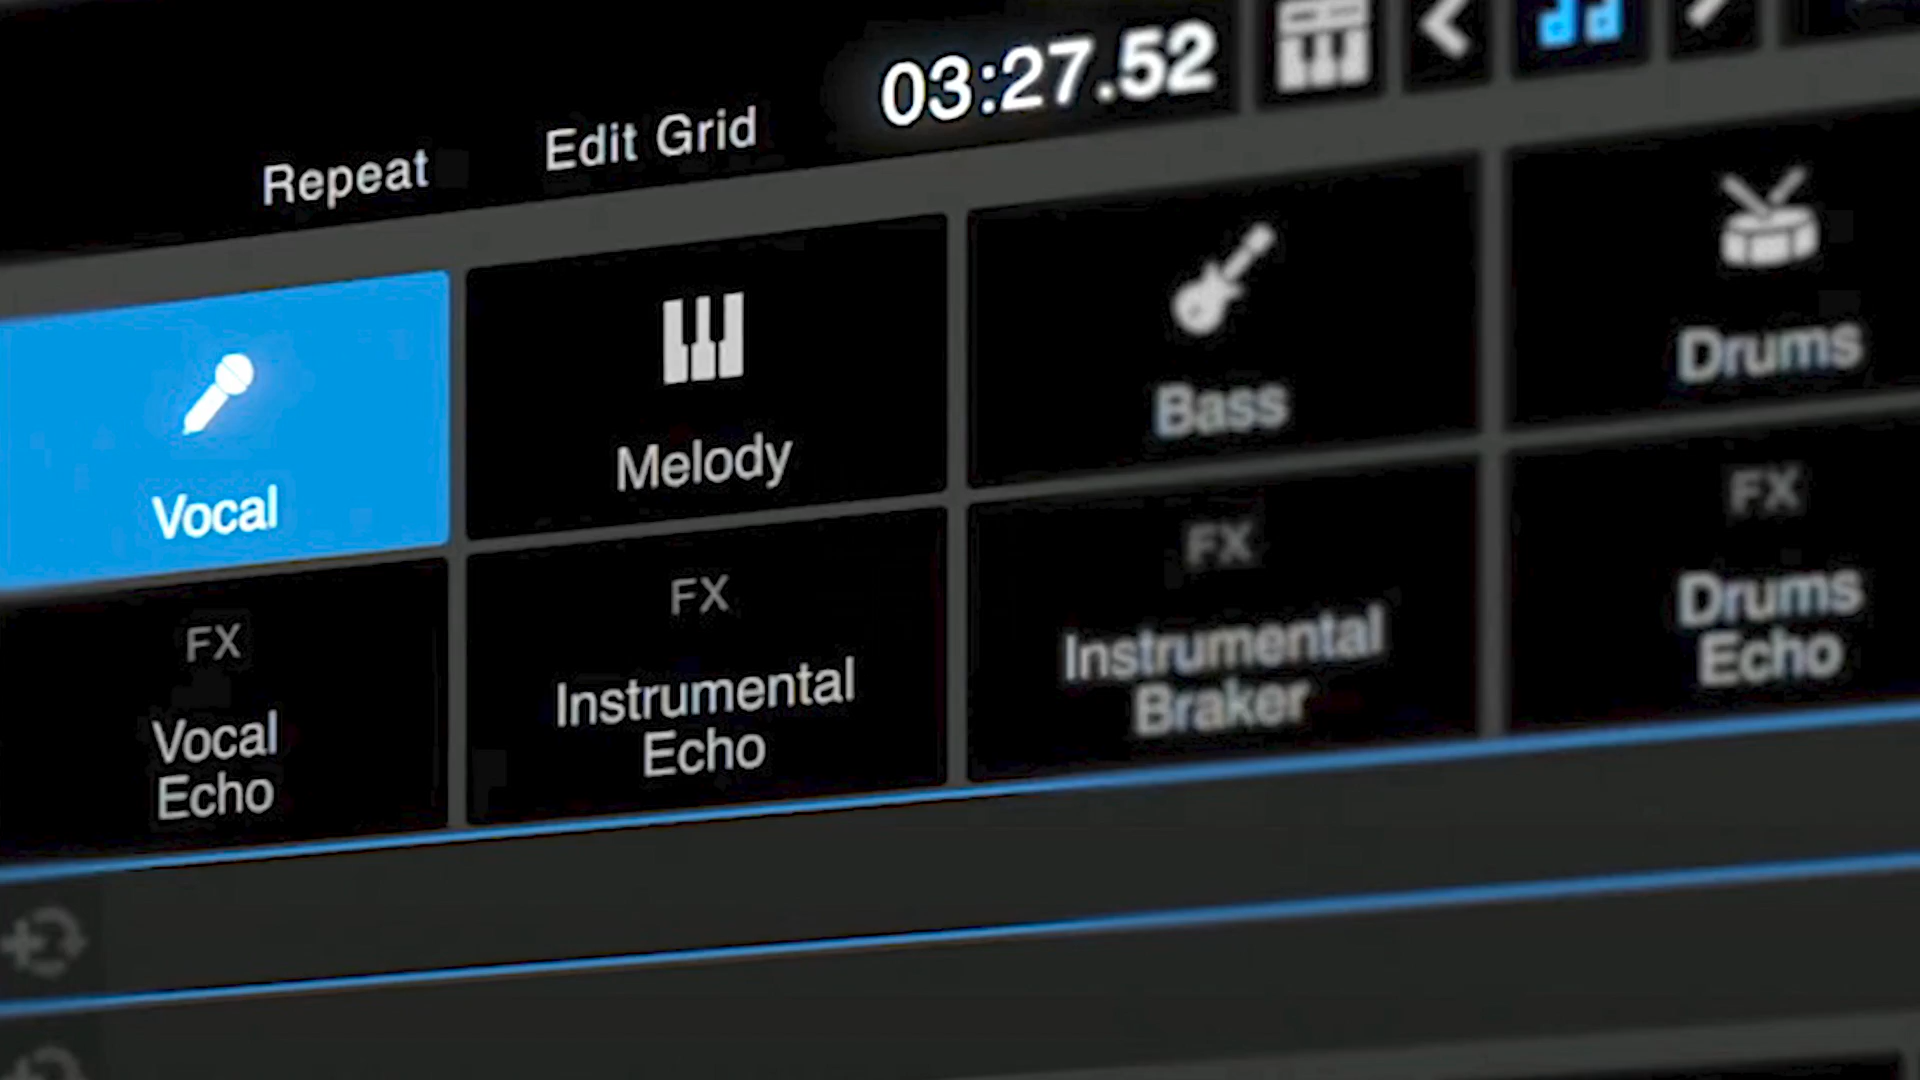 03:27.52
Repeat
Edit Grid
Vocal
Melody
Bass
Drums
FX
Vocal
Echo
FX
Instrumental
Echo
FX
Instrumental
Braker
FX
Drums
Echo